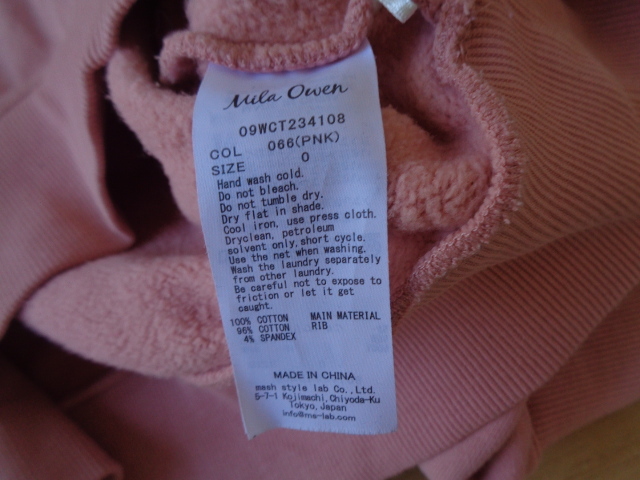 Mila Owen
09WCT234108
COL 066(PNK)
SIZE 0
Hand wash cold.
Do not bleach.
Do not tumble dry.
Dry flat in shade.
Cool iron, use press cloth.
Dryclean, petroleum
solvent only, short cycle.
Use the net when washing.
Wash the laundry separately
from other laundry.
Be careful not to expose to
friction or let it get
caught.
100% COTTON MAIN MATERIAL
96% COTTON RIB
4% SPANDEX
MADE IN CHINA
mash style lab Co., Ltd.
5-7-1 Kojimachi, Chiyoda-Ku
Tokyo, Japan
info@ms-lab.com